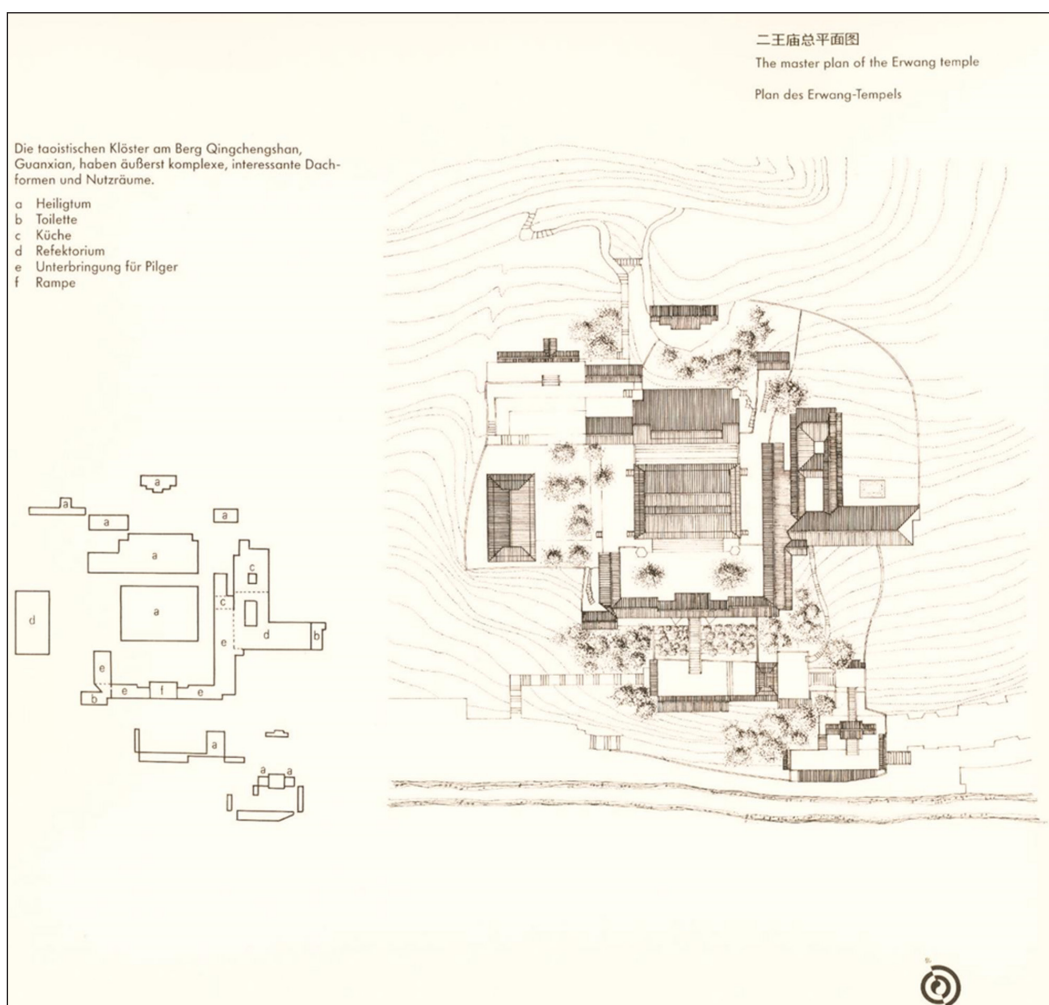 二王庙总平面图
The master plan of the Erwang temple
Plan des Erwang-Tempels
Die taoistischen Klöster am Berg Qingchengshan,
Guanxian, haben äußerst komplexe, interessante Dach-
formen und Nutzräume.
a Heiligtum
b Toilette
c Küche
d Refektorium
e Unterbringung für Pilger
f Rampe
a
a
a
a
a
c
a
c
d
d
b
e
e
e
f
e
b
a
a
a